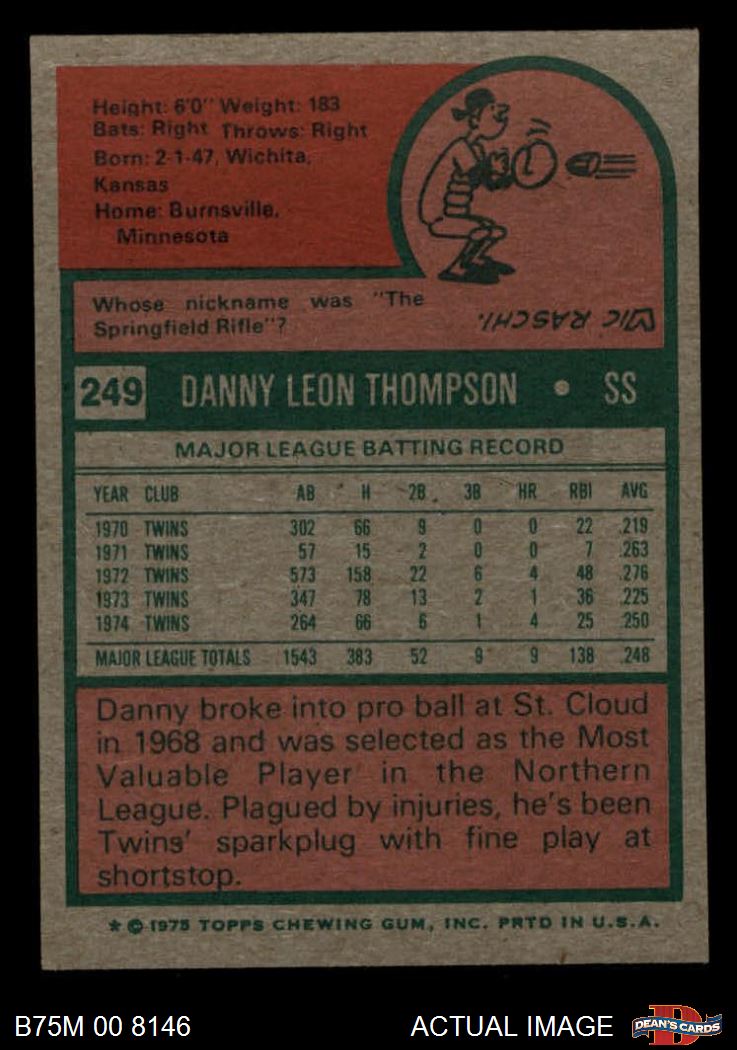 Height: 6'0" Weight: 183
Bats: Right Throws: Right
Born: 2-1-47, Wichita,
Kansas
Home: Burnsville,
Minnesota
Whose nickname was "The
Springfield Rifle"?
VIC RASCHI.
249 DANNY LEON THOMPSON • SS
MAJOR LEAGUE BATTING RECORD
YEAR CLUB AB H 2B 3B HR RBI AVG
1970 TWINS 302 66 9 0 0 22 .219
1971 TWINS 57 15 2 0 0 7 .263
1972 TWINS 573 158 22 6 4 48 .276
1973 TWINS 347 78 13 2 1 36 .225
1974 TWINS 264 66 6 1 4 25 .250
MAJOR LEAGUE TOTALS 1543 383 52 9 9 138 .248
Danny broke into pro ball at St. Cloud
in 1968 and was selected as the Most
Valuable Player in the Northern
League. Plagued by injuries, he's been
Twins' sparkplug with fine play at
shortstop.
* © 1975 TOPPS CHEWING GUM, INC. PRTD IN U.S.A.
B75M 00 8146 ACTUAL IMAGE DEAN'S CARDS